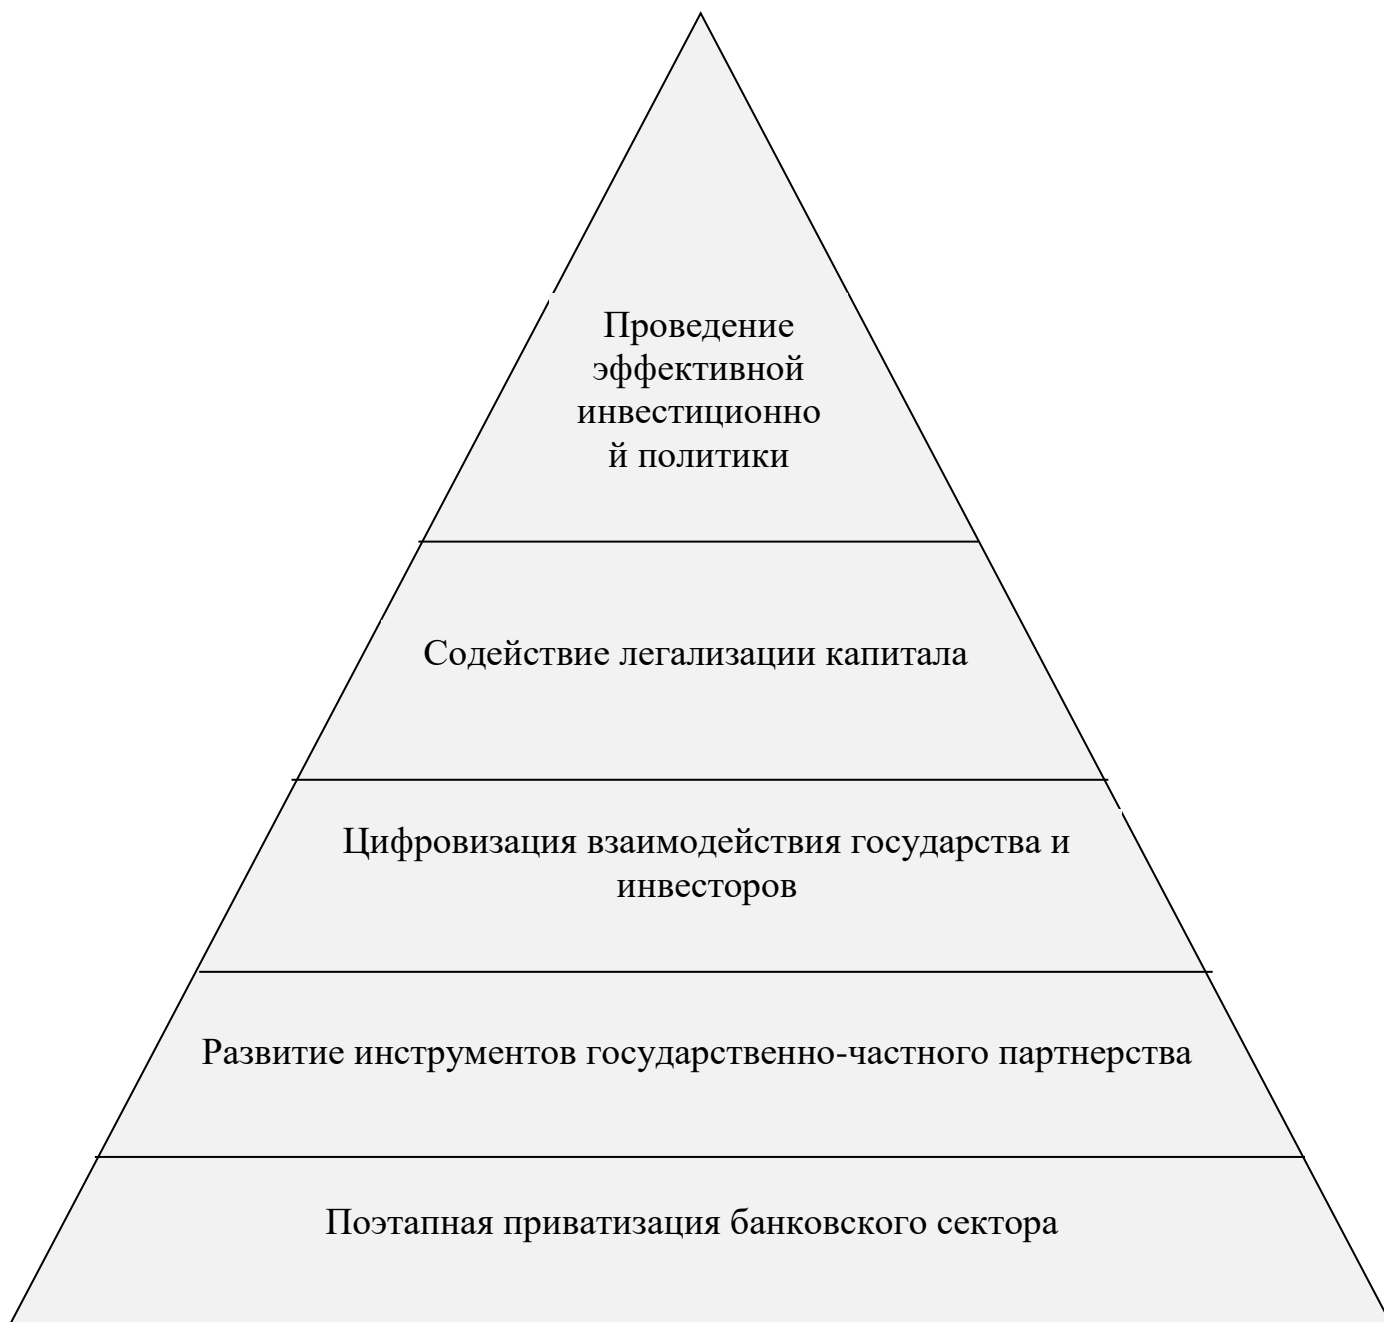 Проведение
эффективной
инвестиционно
й политики
Содействие легализации капитала
Цифровизация взаимодействия государства и
инвесторов
Развитие инструментов государственно-частного партнерства
Поэтапная приватизация банковского сектора